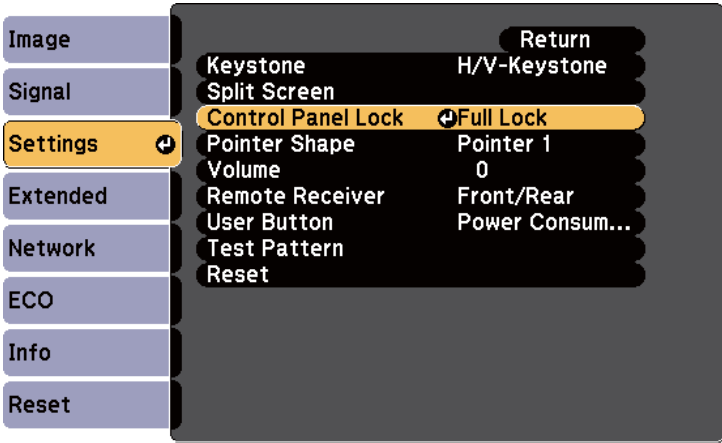 Image
Signal
Settings
Extended
Network
ECO
Info
Reset
Return
Keystone H/V-Keystone
Split Screen
Control Panel Lock Full Lock
Pointer Shape Pointer 1
Volume 0
Remote Receiver Front/Rear
User Button Power Consum...
Test Pattern
Reset